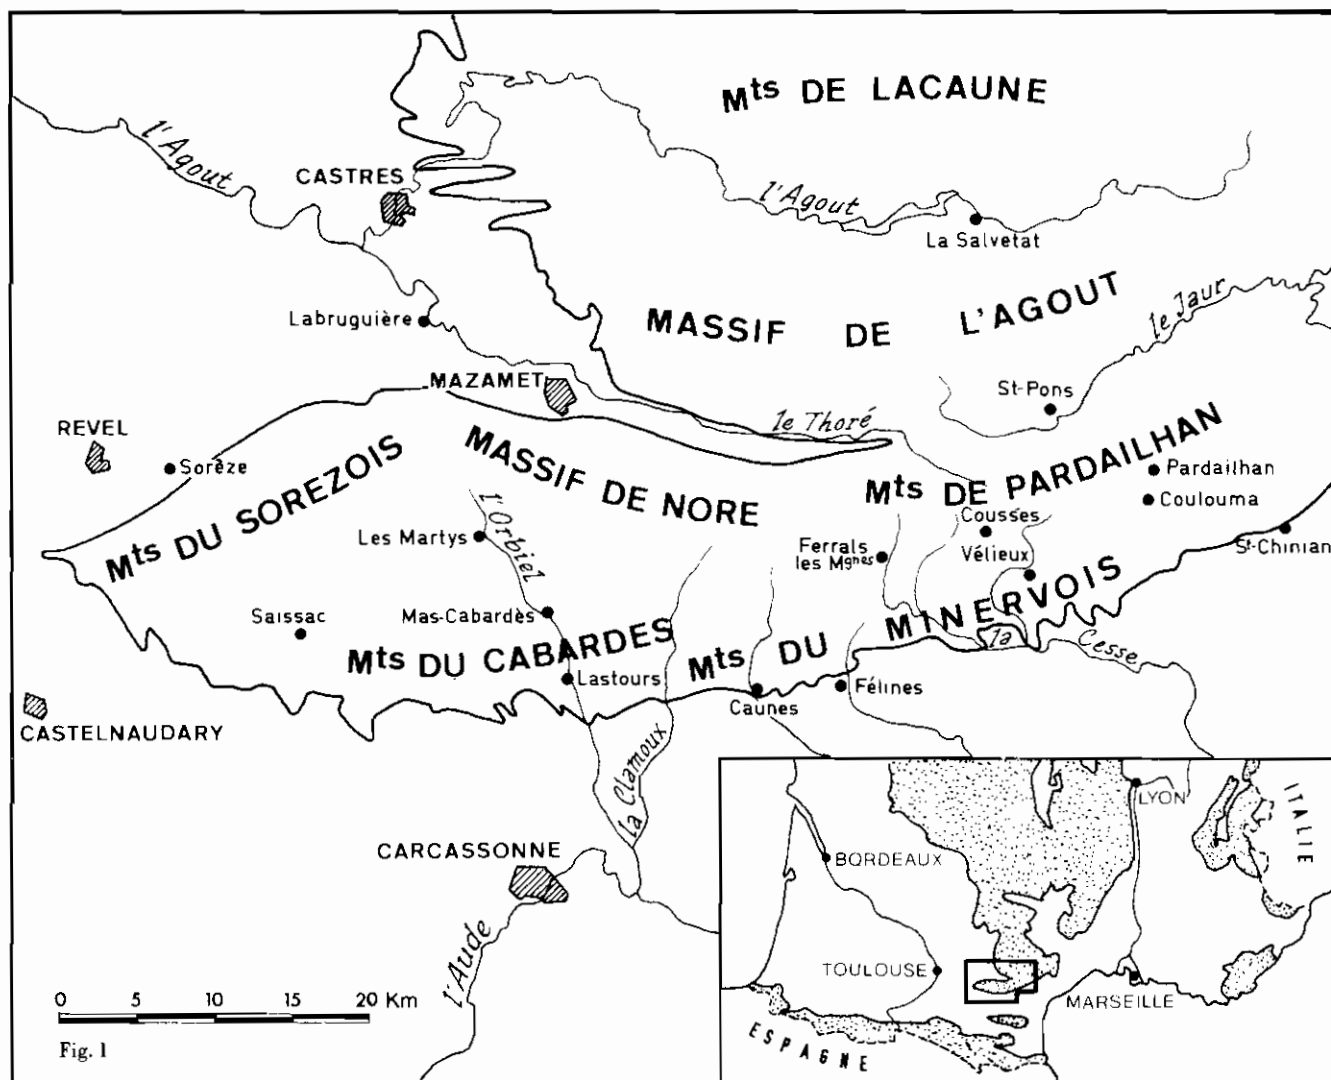 Mts DE LACAUNE
l'Agout
CASTRES
l'Agout
La Salvetat
Labruguière
MASSIF DE L'AGOUT
le Jaur
MAZAMET
St-Pons
REVEL
le Thoré
Sorèze
Mts DU SOREZOIS
MASSIF DE NORE
Mts DE PARDAILHAN
Pardailhan
Coulouma
l'Orbiel
Les Martys
Cousses
Ferrals
les Mgnes
Vélieux
St-Chinian
Saissac
Mas-Cabardès
Mts DU CABARDES
Mts DU MINERVOIS
la Cesse
Lastours
Caunes
Félines
CASTELNAUDARY
la Clamoux
CARCASSONNE
l'Aude
LYON
ITALIE
BORDEAUX
TOULOUSE
MARSEILLE
ESPAGNE
0 5 10 15 20 Km
Fig. 1